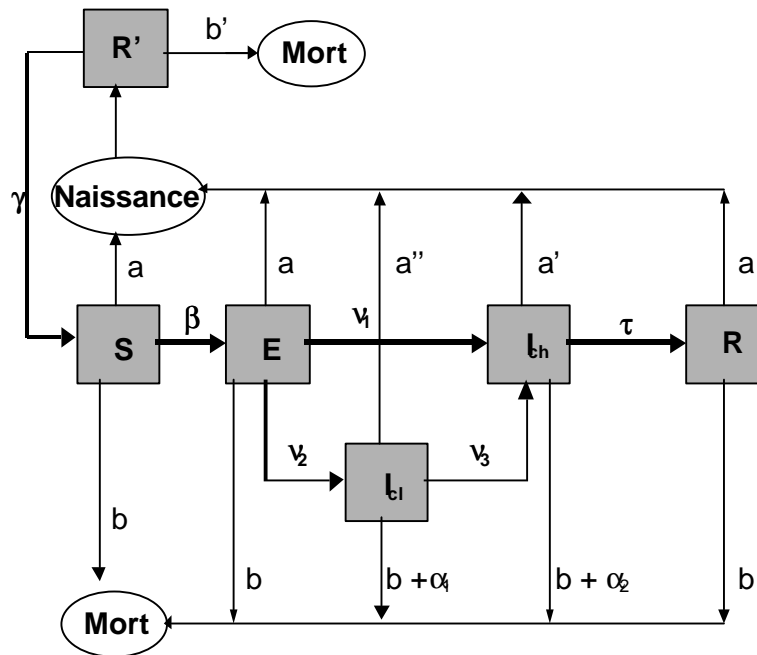 R’ b’ Mort
γ Naissance
a a a'' a' a
S β E ν1 Ich τ R
ν2 Icl ν3
b b b + α1 b + α2 b
Mort